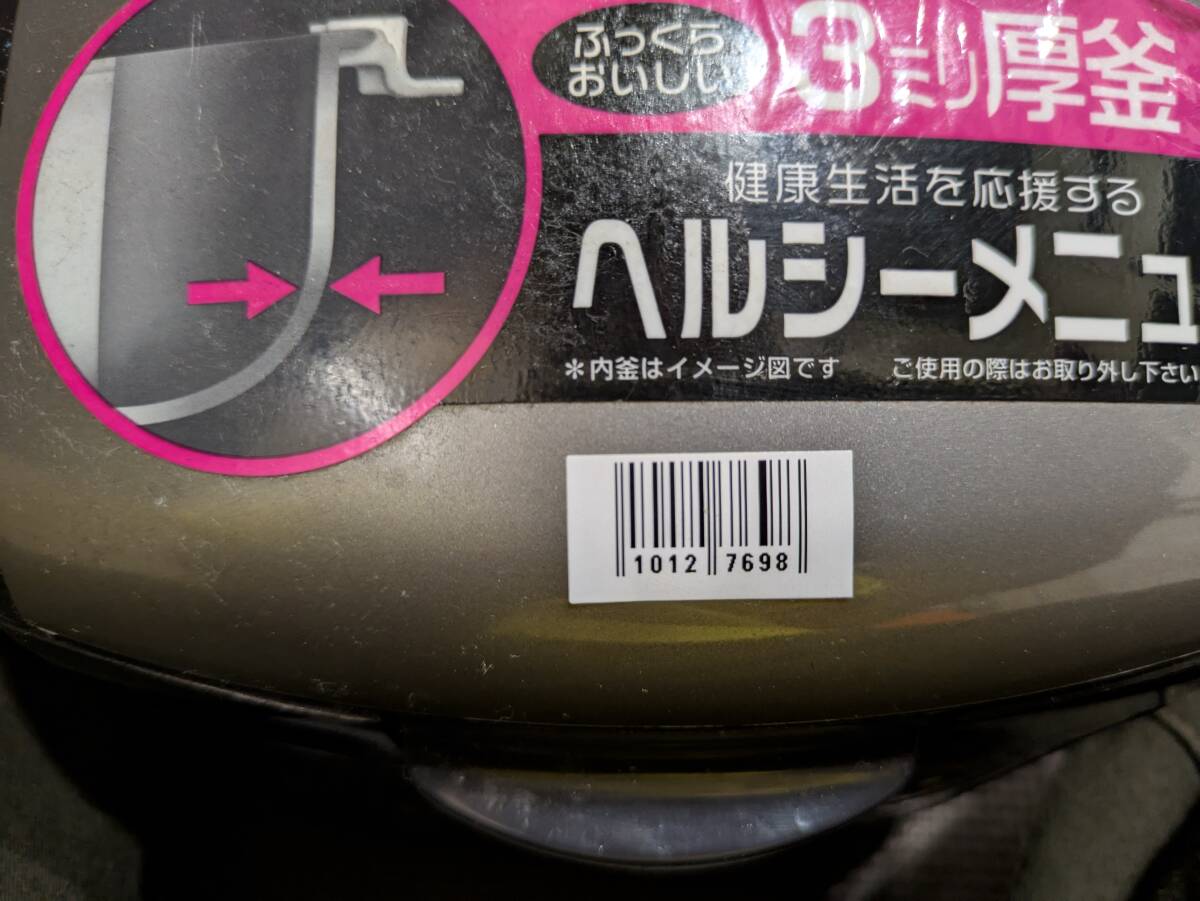 ふっくら
おいしい
3ミリ厚釜
健康生活を応援する
ヘルシーメニュ
＊内釜はイメージ図です
ご使用の際はお取り外し下さい
1012 7698